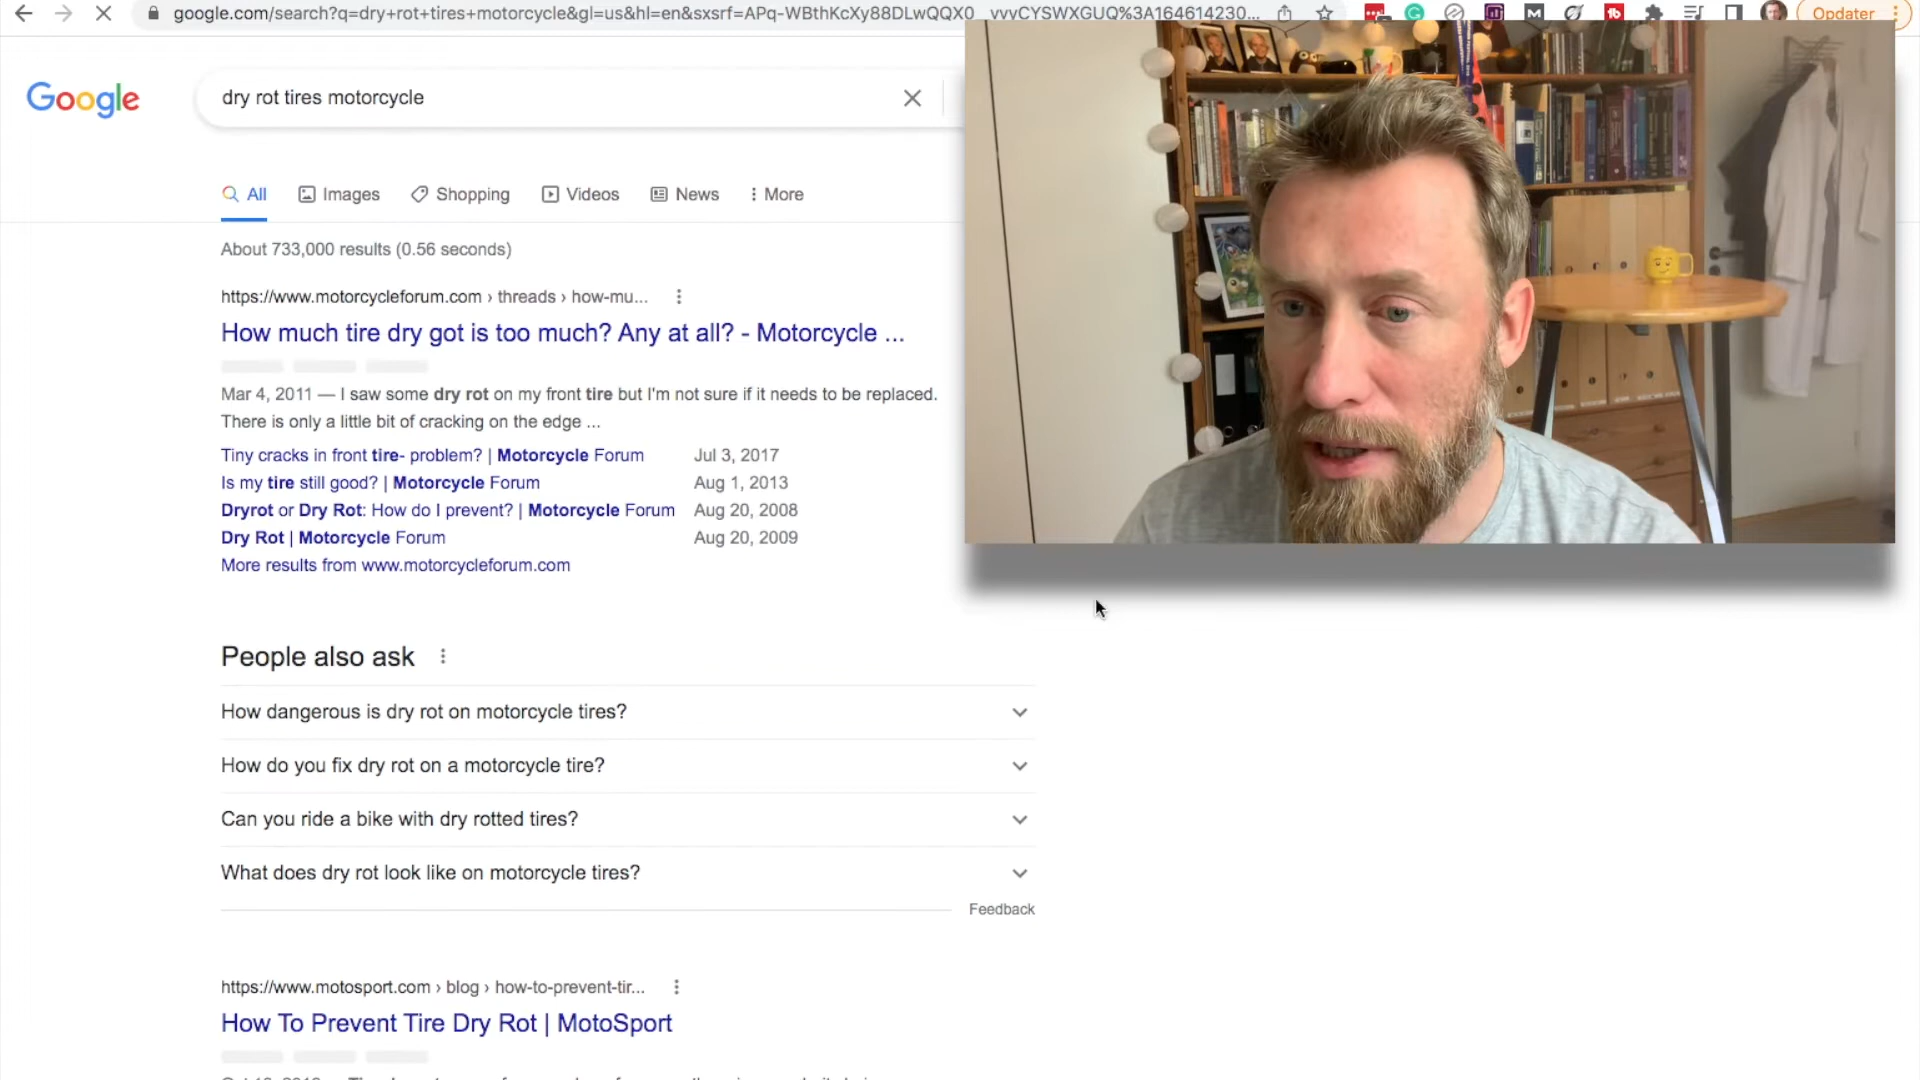 google.com/search?q=dry+rot+tires+motorcycle&gl=us&hl=en&sxsrf=APq-WBthKcXy88DLwQQX0__vvvCYSWXGUQ%3A164614230...
Opdater
Google
dry rot tires motorcycle
All Images Shopping Videos News More
About 733,000 results (0.56 seconds)
https://www.motorcycleforum.com › threads › how-mu...
How much tire dry got is too much? Any at all? - Motorcycle ...
Mar 4, 2011 — I saw some dry rot on my front tire but I'm not sure if it needs to be replaced.
There is only a little bit of cracking on the edge ...
Tiny cracks in front tire- problem? | Motorcycle Forum Jul 3, 2017
Is my tire still good? | Motorcycle Forum Aug 1, 2013
Dryrot or Dry Rot: How do I prevent? | Motorcycle Forum Aug 20, 2008
Dry Rot | Motorcycle Forum Aug 20, 2009
More results from www.motorcycleforum.com
People also ask
How dangerous is dry rot on motorcycle tires?
How do you fix dry rot on a motorcycle tire?
Can you ride a bike with dry rotted tires?
What does dry rot look like on motorcycle tires?
Feedback
https://www.motosport.com › blog › how-to-prevent-tir...
How To Prevent Tire Dry Rot | MotoSport